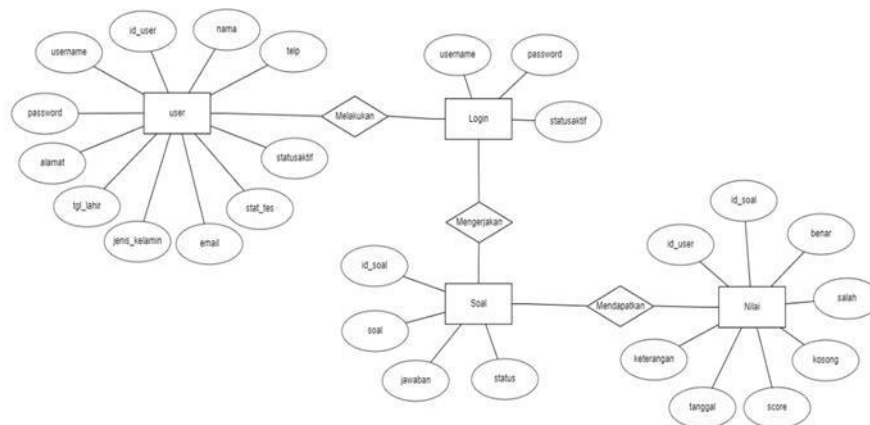 id_user
nama
username
telp
password
user
alamat
statusaktif
tgl_lahir
stat_tes
jenis_kelamin
email
Melakukan
username
password
Login
statusaktif
Mengerjakan
id_soal
Soal
soal
jawaban
status
Mendapatkan
id_soal
benar
id_user
salah
Nilai
keterangan
kosong
tanggal
score